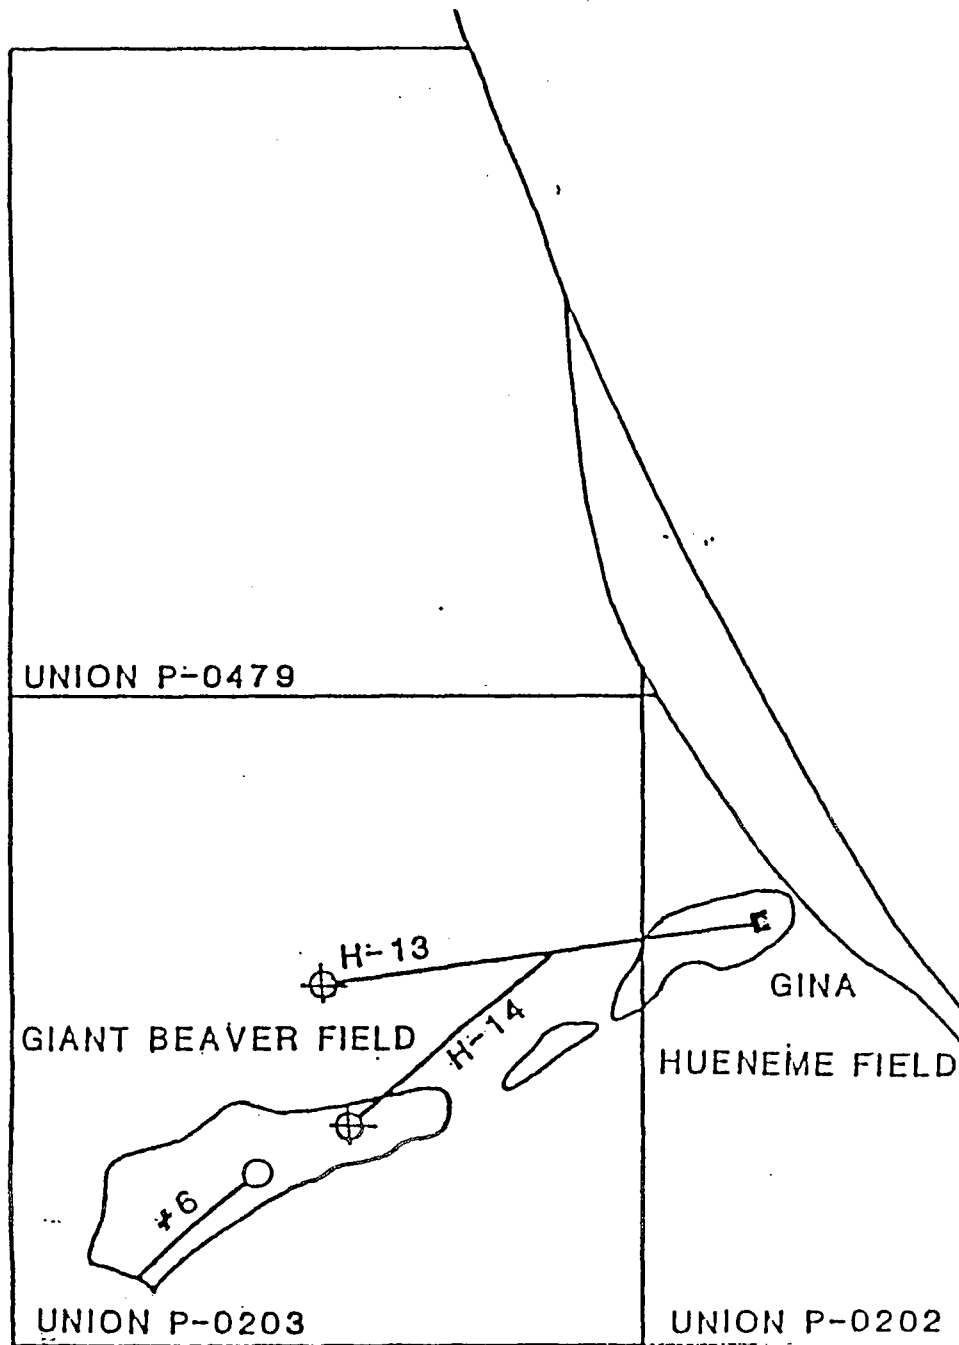 UNION P-0479
H-13
GINA
GIANT BEAVER FIELD
H-14
HUENEME FIELD
#6
UNION P-0203
UNION P-0202